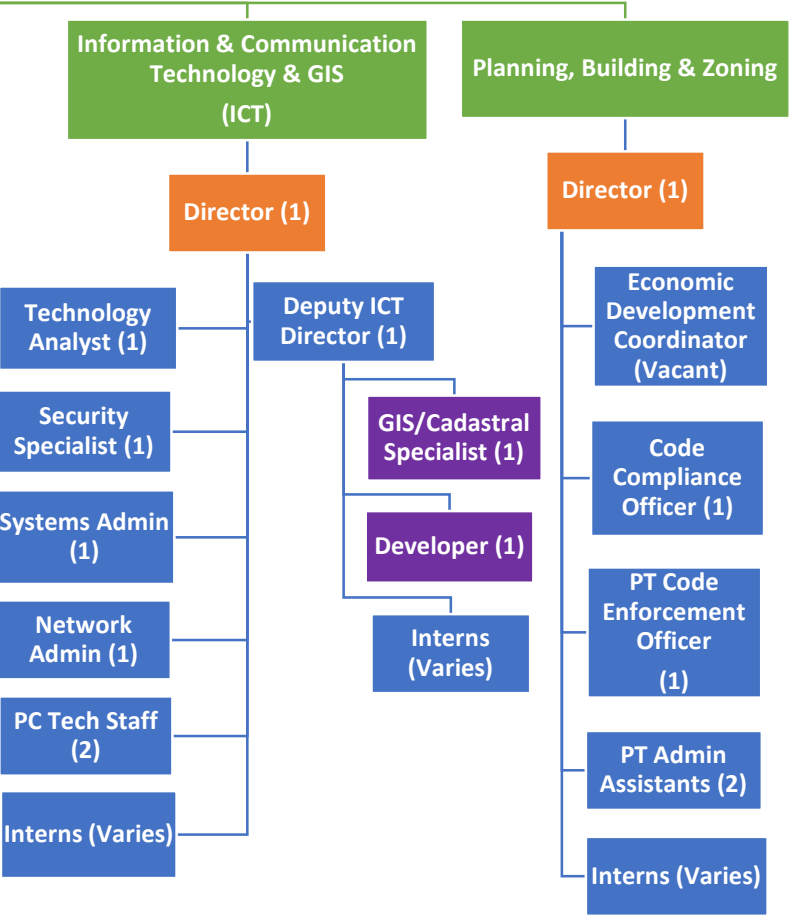 Information & Communication
Technology & GIS
(ICT)
Director (1)
Technology
Analyst (1)
Security
Specialist (1)
Systems Admin
(1)
Network
Admin (1)
PC Tech Staff
(2)
Interns (Varies)
Deputy ICT
Director (1)
GIS/Cadastral
Specialist (1)
Developer (1)
Interns
(Varies)
Planning, Building & Zoning
Director (1)
Economic
Development
Coordinator
(Vacant)
Code
Compliance
Officer (1)
PT Code
Enforcement
Officer
(1)
PT Admin
Assistants (2)
Interns (Varies)